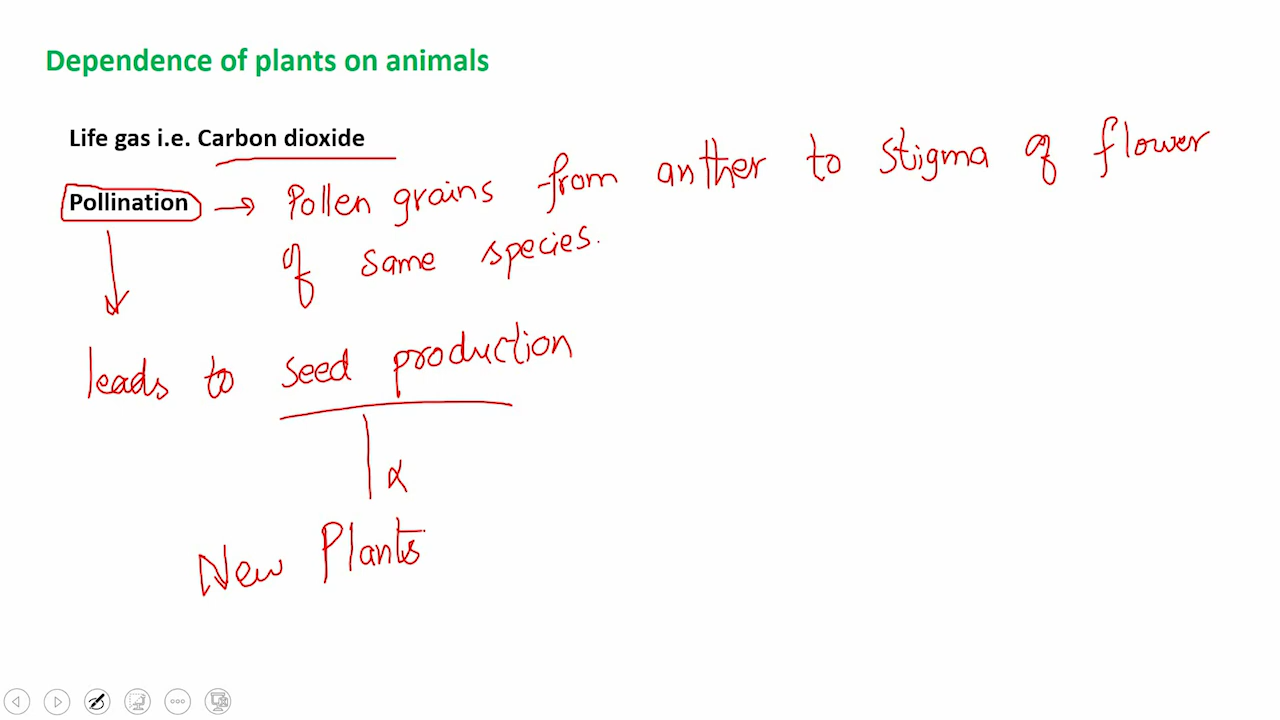 Dependence of plants on animals
Life gas i.e. Carbon dioxide
Pollination → Pollen grains from anther to stigma of flower
of same species.
leads to seed production
α
New Plants